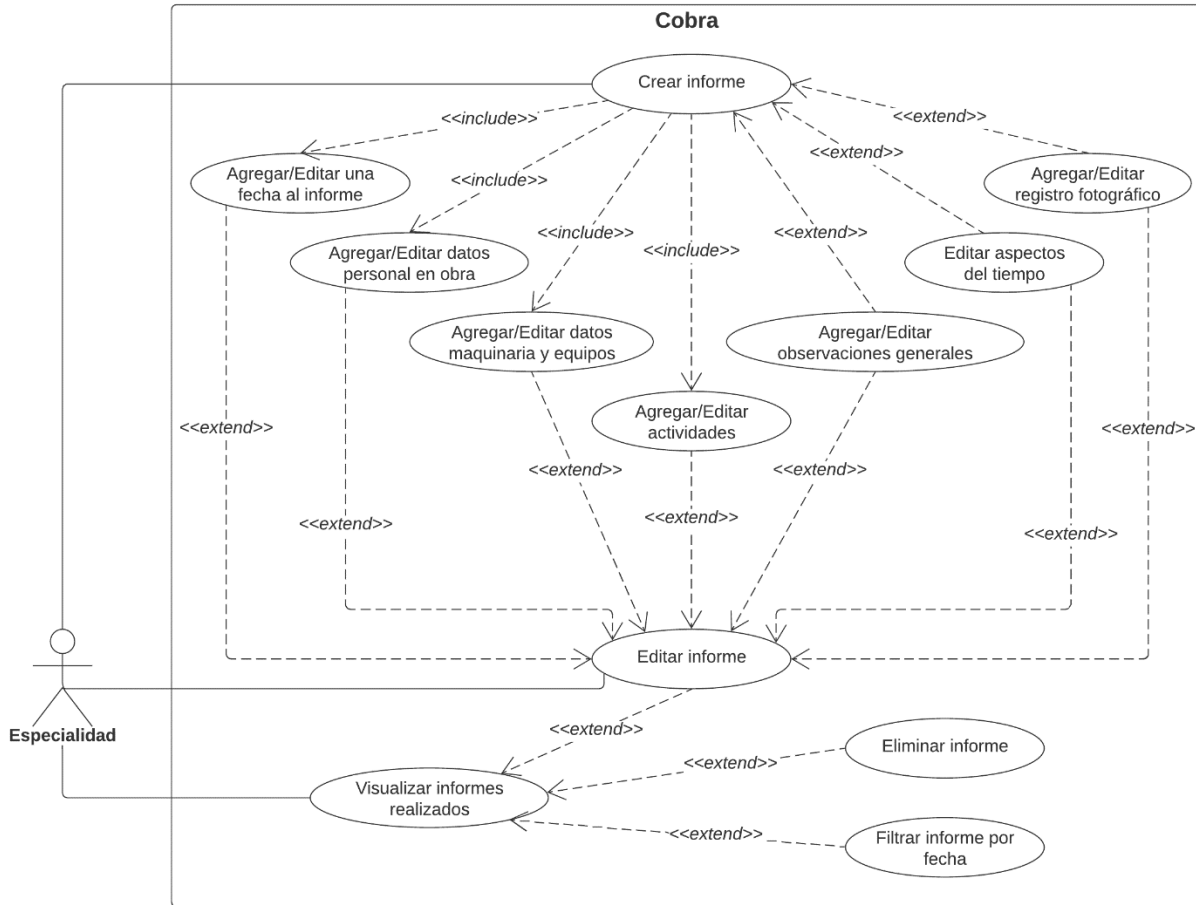 Cobra
Crear informe
<<include>>
<<extend>>
<<extend>>
Agregar/Editar una
fecha al informe
<<include>>
Agregar/Editar
registro fotográfico
<<include>>
<<include>>
<<extend>>
Agregar/Editar datos
personal en obra
Editar aspectos
del tiempo
Agregar/Editar datos
maquinaria y equipos
Agregar/Editar
observaciones generales
Agregar/Editar
actividades
<<extend>>
<<extend>>
<<extend>>
<<extend>>
<<extend>>
<<extend>>
<<extend>>
Editar informe
Especialidad
<<extend>>
Eliminar informe
<<extend>>
Visualizar informes
realizados
<<extend>>
Filtrar informe por
fecha